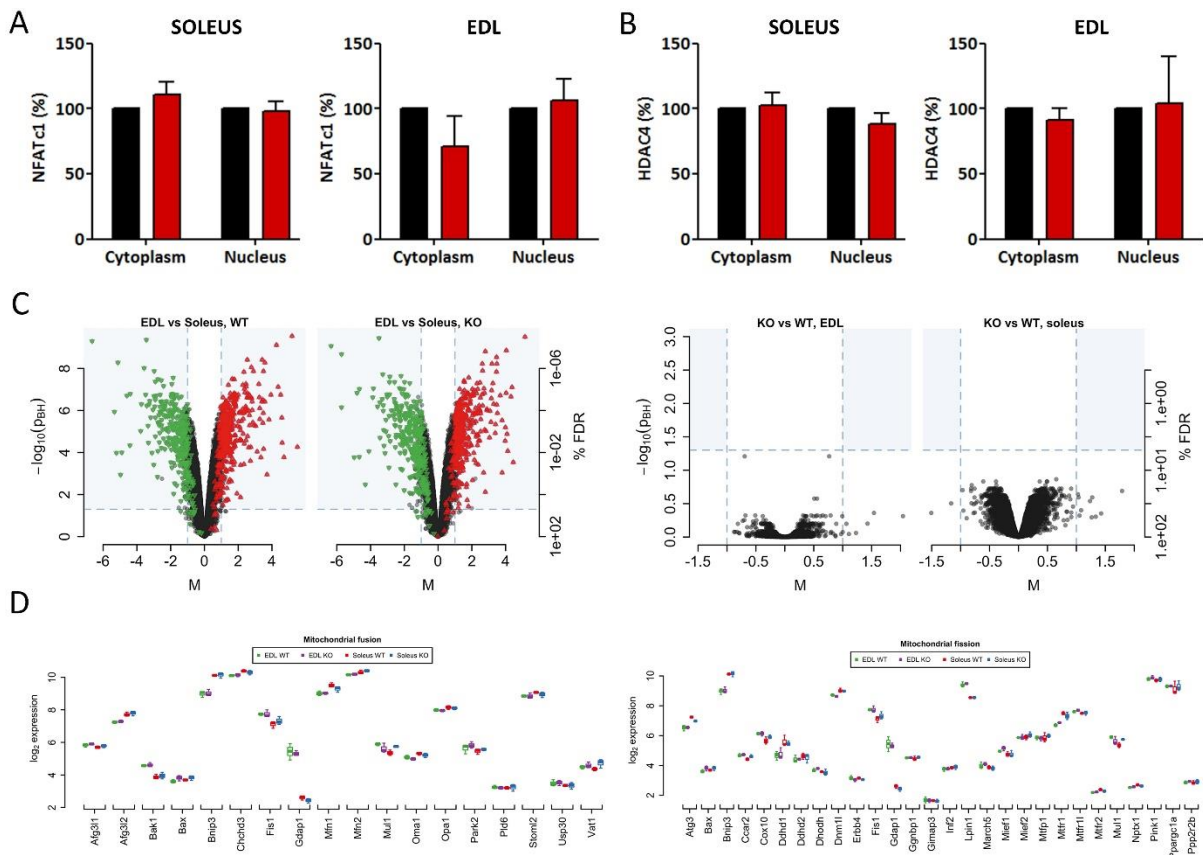 A
SOLEUS
EDL
NFATc1 (%)
150
100
50
0
Cytoplasm
Nucleus
NFATc1 (%)
150
100
50
0
Cytoplasm
Nucleus
B
SOLEUS
EDL
HDAC4 (%)
150
100
50
0
Cytoplasm
Nucleus
HDAC4 (%)
150
100
50
0
Cytoplasm
Nucleus
C
EDL vs Soleus, WT
EDL vs Soleus, KO
− log10(pBH)
8
6
4
2
0
-6 -4 -2 0 2 4 6
M
-6 -4 -2 0 2 4 6
M
1e-06
1e-02
1e+02
% FDR
KO vs WT, EDL
KO vs WT, soleus
− log10(pBH)
3.0
2.5
2.0
1.5
1.0
0.5
0.0
-1.5 -0.5 0.5 1.5
M
-1.5 -0.5 0.5 1.5
M
1.e+00
1.e+01
1.e+02
% FDR
D
Mitochondrial fusion
EDL WT EDL KO Soleus WT Soleus KO
log2 expression
10
8
6
4
2
Afg3l1 Afg3l2 Bak1 Bax Bnip3 Chchd3 Fis1 Gdap1 Mfn1 Mfn2 Mul1 Oma1 Opa1 Park2 Pld6 Stoml2 Usp30 Vat1
Mitochondrial fission
EDL WT EDL KO Soleus WT Soleus KO
log2 expression
10
8
6
4
2
Atg3 Bax Bnip3 Ccar2 Cox10 Ddhd1 Ddhd2 Dhodh Dnm1l Erbb4 Fis1 Gdap1 Ggnbp1 Gimap3 Inf2 Lpin1 March5 Mief1 Mief2 Mtfp1 Mtfr1 Mtfr1l Mtfr2 Mul1 Nptx1 Pink1 Ppargc1a Ppp2r2b